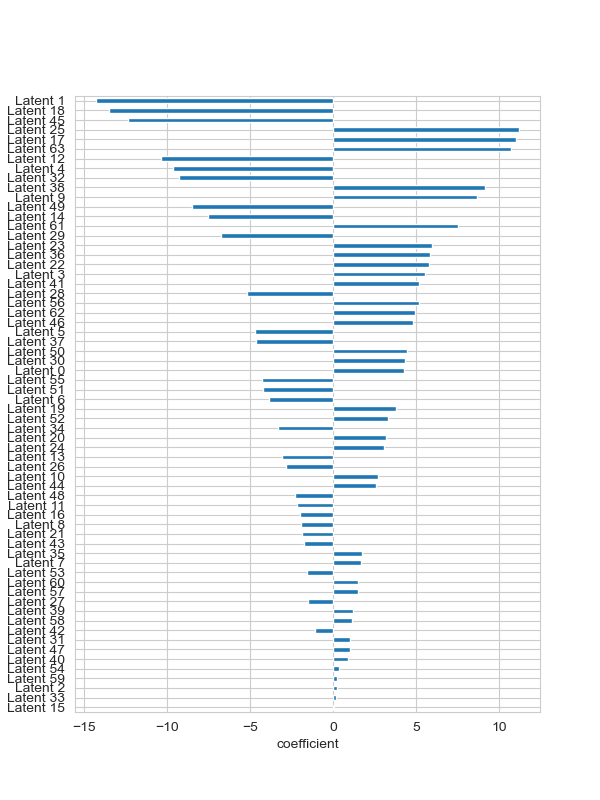 Latent 1
Latent 18
Latent 45
Latent 25
Latent 17
Latent 63
Latent 12
Latent 4
Latent 32
Latent 38
Latent 9
Latent 49
Latent 14
Latent 61
Latent 29
Latent 23
Latent 36
Latent 22
Latent 3
Latent 41
Latent 28
Latent 56
Latent 62
Latent 46
Latent 5
Latent 37
Latent 50
Latent 30
Latent 0
Latent 55
Latent 51
Latent 6
Latent 19
Latent 52
Latent 34
Latent 20
Latent 24
Latent 13
Latent 26
Latent 10
Latent 44
Latent 48
Latent 11
Latent 16
Latent 8
Latent 21
Latent 43
Latent 35
Latent 7
Latent 53
Latent 60
Latent 57
Latent 27
Latent 39
Latent 58
Latent 42
Latent 31
Latent 47
Latent 40
Latent 54
Latent 59
Latent 2
Latent 33
Latent 15
−15 −10 −5 0 5 10
coefficient